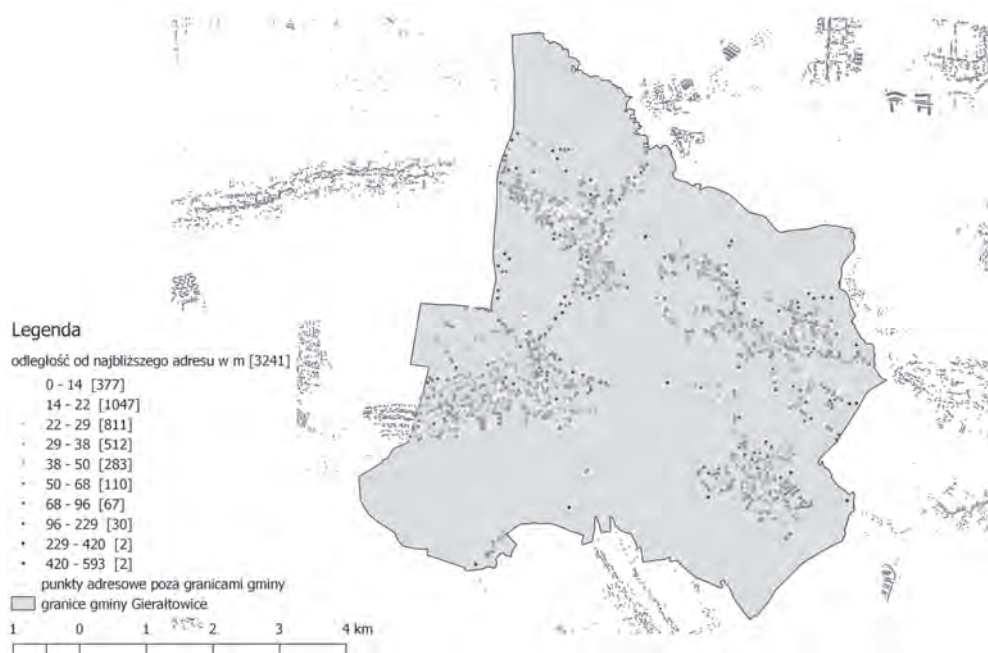 Legenda
odległość od najbliższego adresu w m [3241]
0 - 14 [377]
14 - 22 [1047]
22 - 29 [811]
29 - 38 [512]
38 - 50 [283]
50 - 68 [110]
68 - 96 [67]
96 - 229 [30]
229 - 420 [2]
420 - 593 [2]
punkty adresowe poza granicami gminy
granice gminy Gierałtowice
1 0 1 2 3 4 km